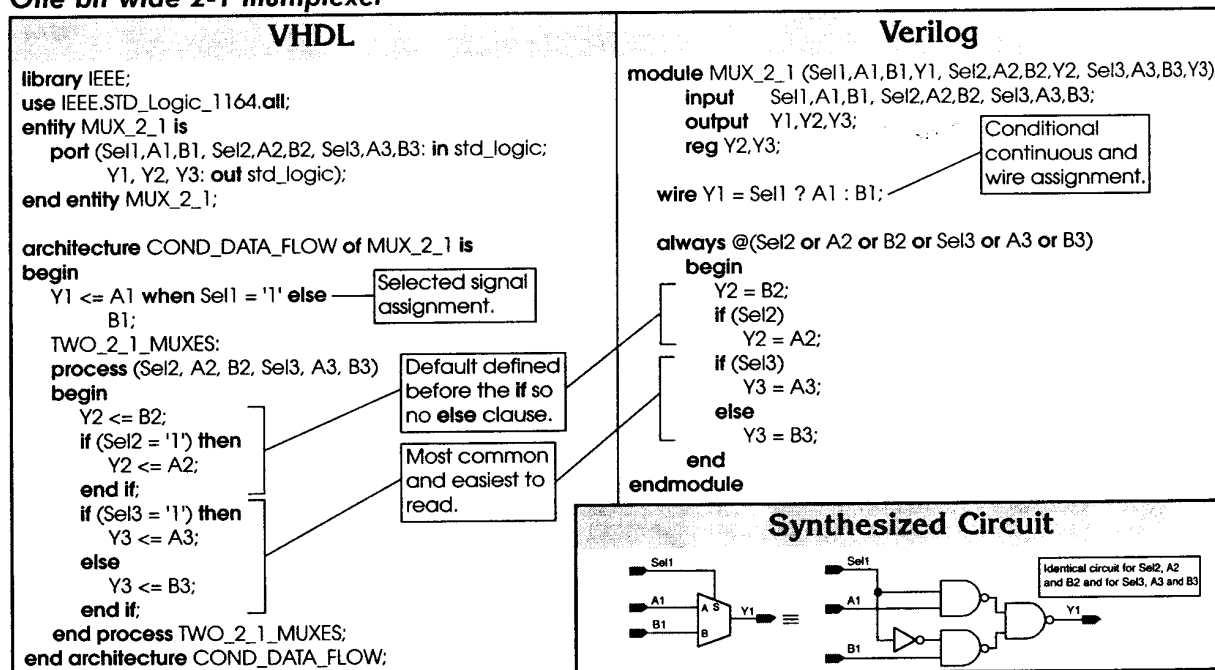 One bit wide 2-1 multiplexer
VHDL
library IEEE;
use IEEE.STD_Logic_1164.all;
entity MUX_2_1 is
port (Sel1,A1,B1, Sel2,A2,B2, Sel3,A3,B3: in std_logic;
Y1, Y2, Y3: out std_logic);
end entity MUX_2_1;
architecture COND_DATA_FLOW of MUX_2_1 is
begin
Y1 <= A1 when Sel1 = '1' else
B1;
Selected signal
assignment.
TWO_2_1_MUXES:
process (Sel2, A2, B2, Sel3, A3, B3)
begin
Y2 <= B2;
if (Sel2 = '1') then
Y2 <= A2;
end if;
if (Sel3 = '1') then
Y3 <= A3;
else
Y3 <= B3;
end if;
end process TWO_2_1_MUXES;
end architecture COND_DATA_FLOW;
Default defined
before the if so
no else clause.
Most common
and easiest to
read.
Verilog
module MUX_2_1 (Sel1,A1,B1,Y1, Sel2,A2,B2,Y2, Sel3,A3,B3,Y3)
input Sel1,A1,B1, Sel2,A2,B2, Sel3,A3,B3;
output Y1,Y2,Y3;
reg Y2,Y3;
Conditional
continuous and
wire assignment.
wire Y1 = Sel1 ? A1 : B1;
always @(Sel2 or A2 or B2 or Sel3 or A3 or B3)
begin
Y2 = B2;
if (Sel2)
Y2 = A2;
if (Sel3)
Y3 = A3;
else
Y3 = B3;
end
endmodule
Synthesized Circuit
Sel1
A1
B1
A S
B
Y1
≡
Sel1
A1
B1
Y1
Identical circuit for Sel2, A2
and B2 and for Sel3, A3 and B3